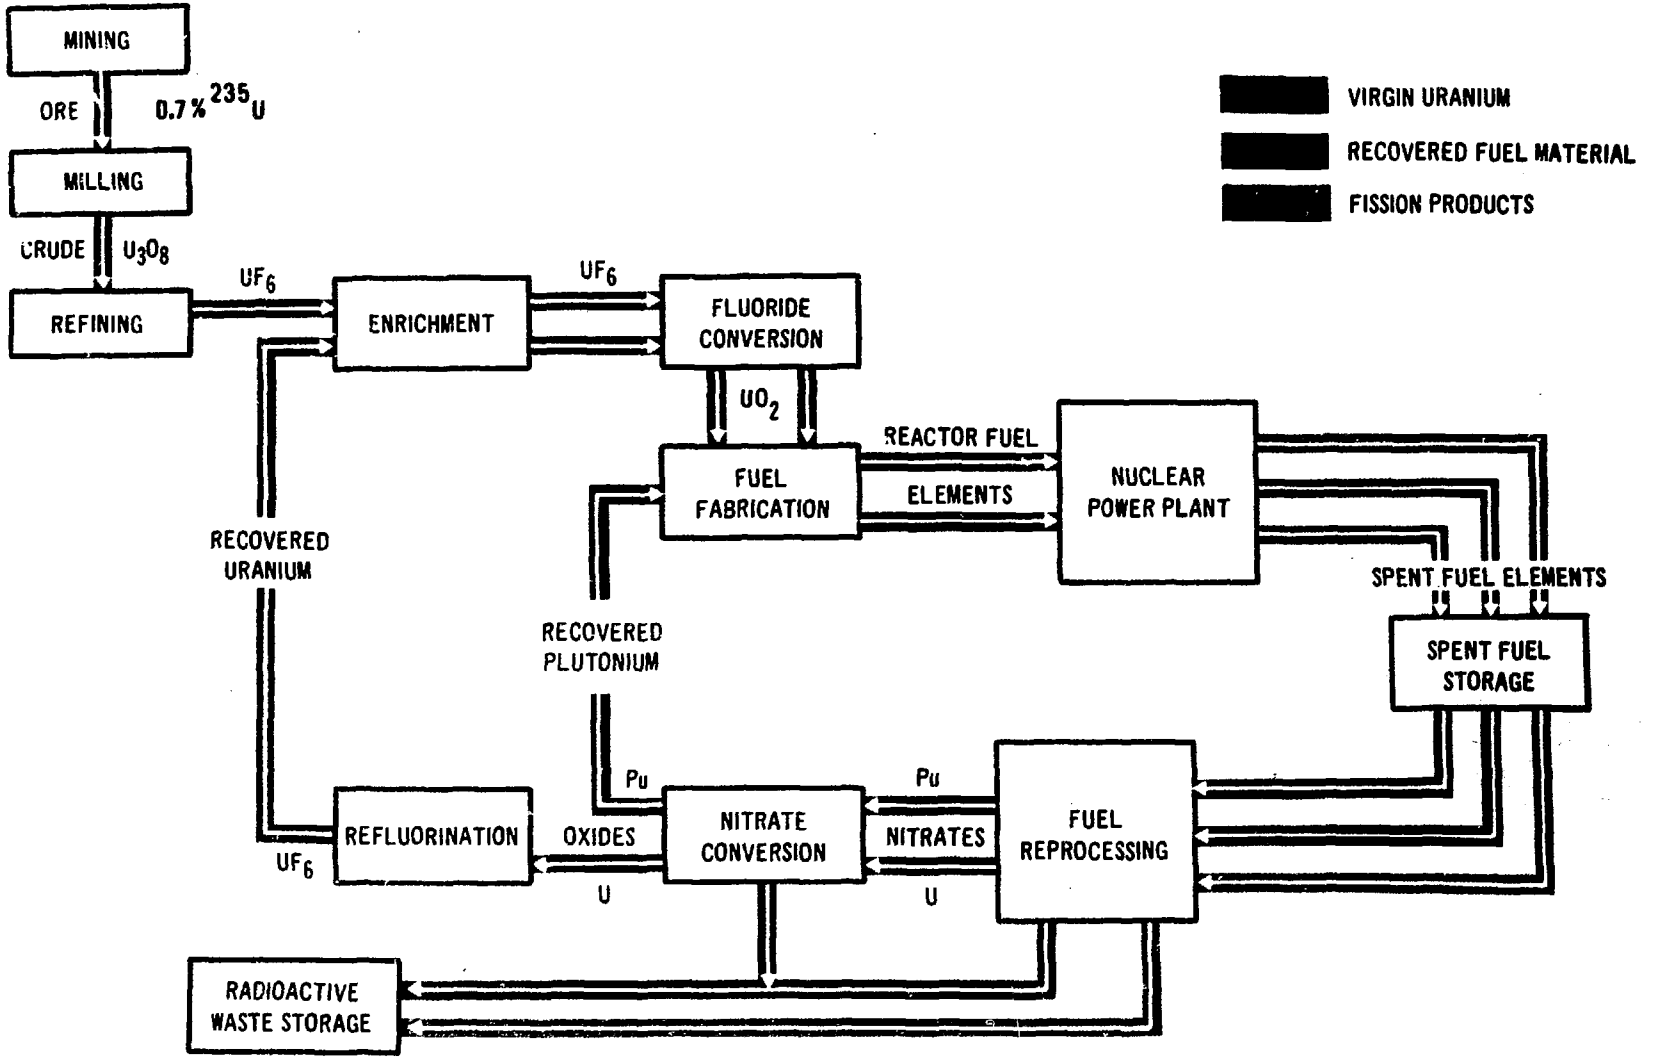 MINING
ORE 0.7% ²³⁵U
MILLING
CRUDE U₃O₈
REFINING
UF₆
ENRICHMENT
UF₆
FLUORIDE
CONVERSION
UO₂
VIRGIN URANIUM
RECOVERED FUEL MATERIAL
FISSION PRODUCTS
FUEL
FABRICATION
REACTOR FUEL
ELEMENTS
NUCLEAR
POWER PLANT
SPENT FUEL ELEMENTS
SPENT FUEL
STORAGE
RECOVERED
URANIUM
RECOVERED
PLUTONIUM
FUEL
REPROCESSING
Pu
NITRATES
U
NITRATE
CONVERSION
Pu
OXIDES
U
REFLUORINATION
UF₆
RADIOACTIVE
WASTE STORAGE